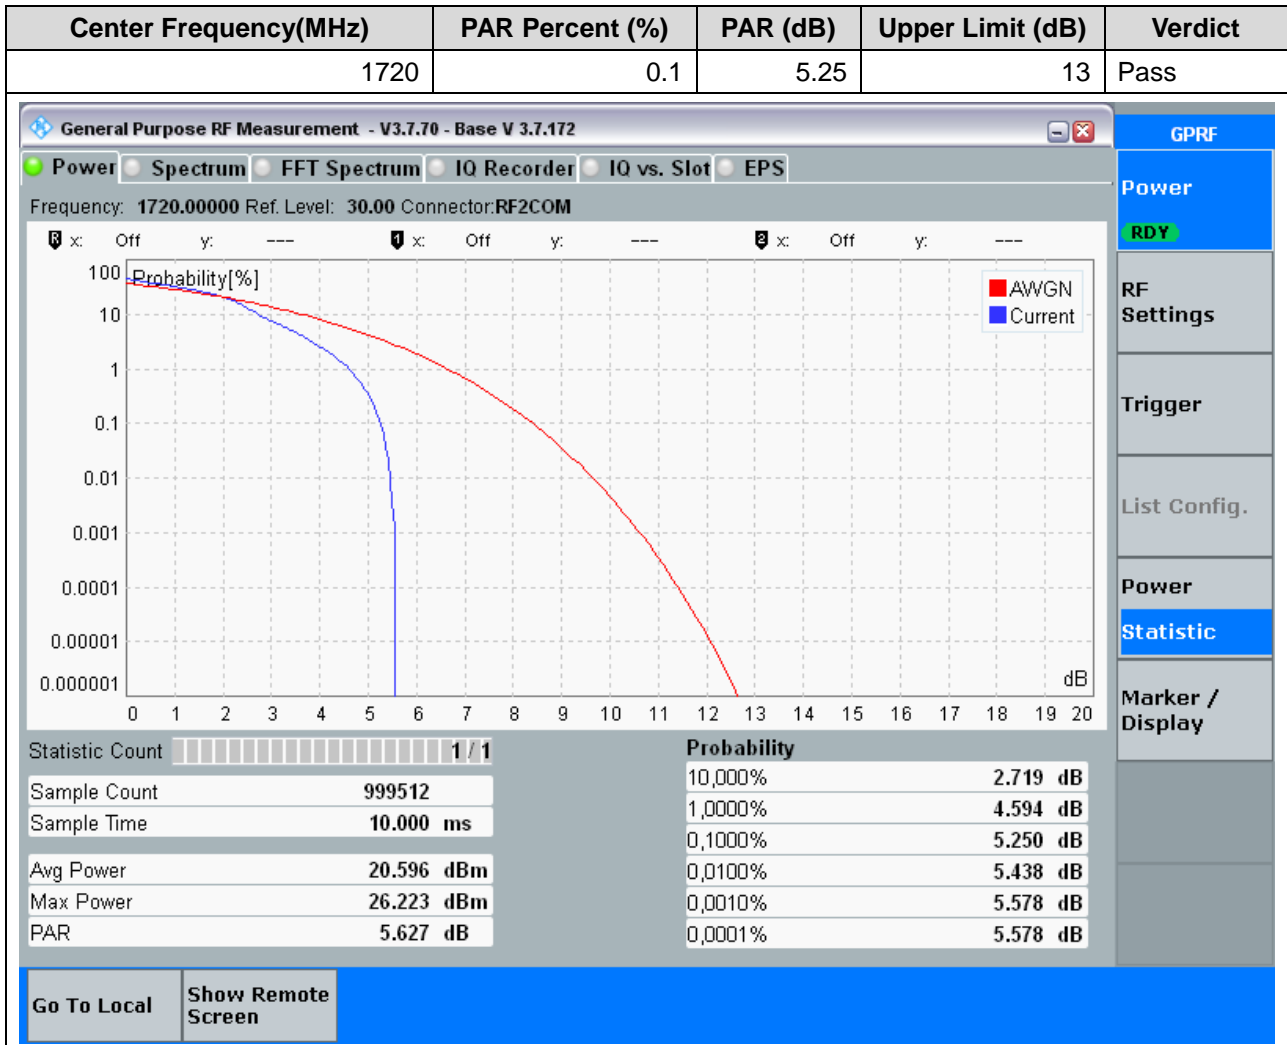 Center Frequency(MHz) PAR Percent (%) PAR (dB) Upper Limit (dB) Verdict
1720 0.1 5.25 13 Pass
General Purpose RF Measurement - V3.7.70 - Base V 3.7.172
GPRF
Power Spectrum FFT Spectrum IQ Recorder IQ vs. Slot EPS
Frequency: 1720.00000 Ref. Level: 30.00 Connector:RF2COM
Power
RDY
R x: Off y: --- 1 x: Off y: --- 2 x: Off y: ---
Probability[%]
AWGN
Current
100
10
1
0.1
0.01
0.001
0.0001
0.00001
0.000001
dB
0 1 2 3 4 5 6 7 8 9 10 11 12 13 14 15 16 17 18 19 20
RF
Settings
Trigger
List Config.
Power
Statistic
Marker /
Display
Statistic Count 1 / 1
Sample Count 999512
Sample Time 10.000 ms
Avg Power 20.596 dBm
Max Power 26.223 dBm
PAR 5.627 dB
Probability
10,000% 2.719 dB
1,0000% 4.594 dB
0,1000% 5.250 dB
0,0100% 5.438 dB
0,0010% 5.578 dB
0,0001% 5.578 dB
Go To Local
Show Remote
Screen